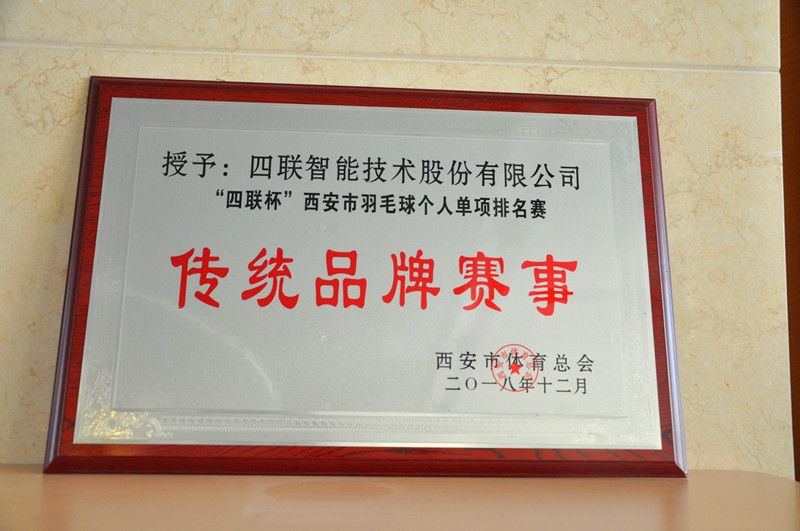 授予：四联智能技术股份有限公司
“四联杯”西安市羽毛球个人单项排名赛
传统品牌赛事
西安市体育总会
二〇一八年十二月